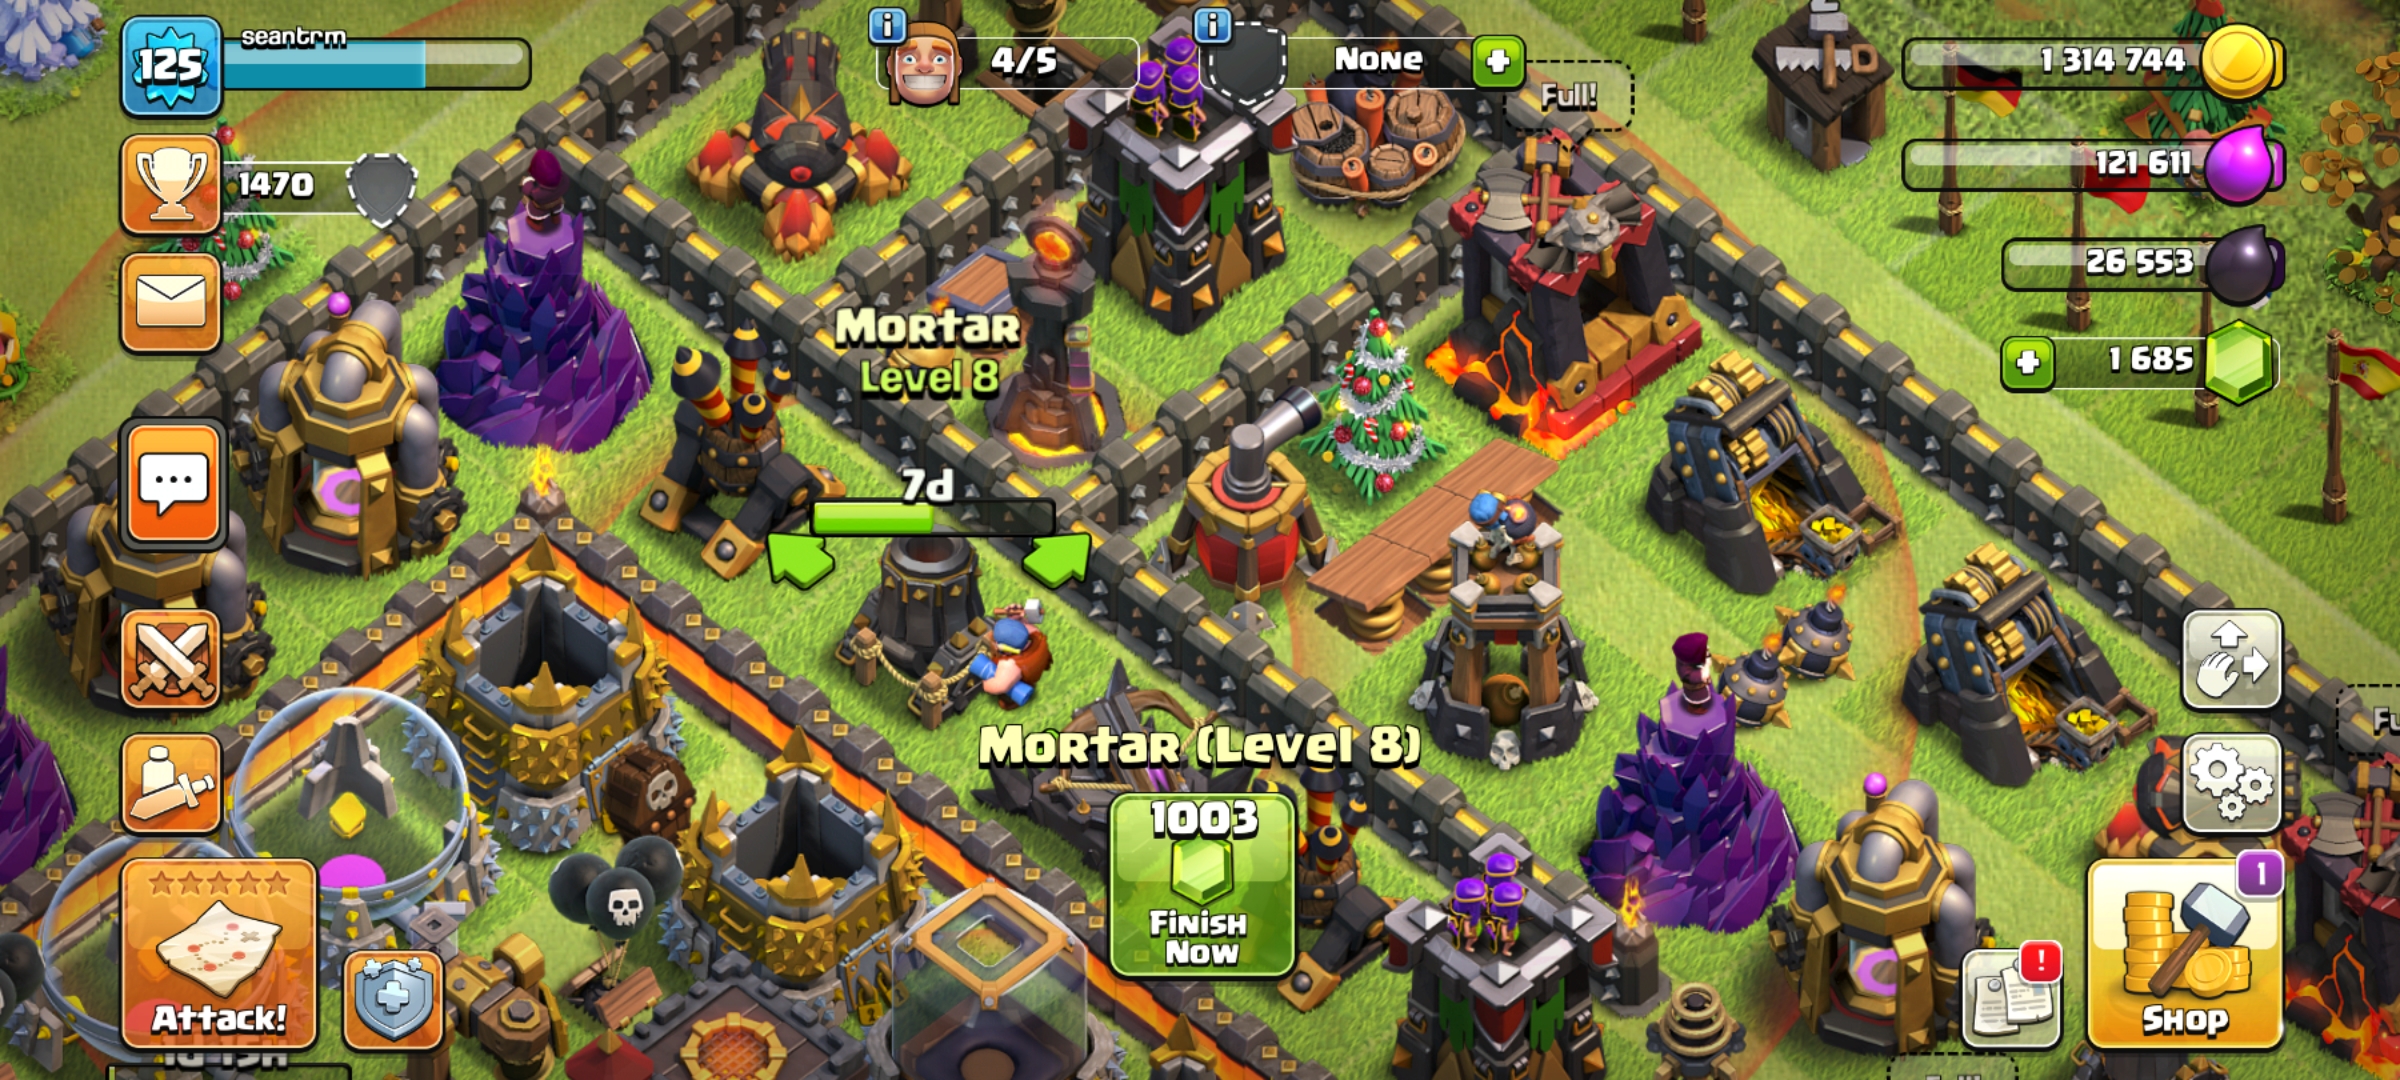 125
seantrm
4/5
None
Full!
1 314 744
1470
121 611
26 553
1 685
Mortar
Level 8
7d
Mortar (Level 8)
1003
Finish
Now
Attack!
1
!
Shop